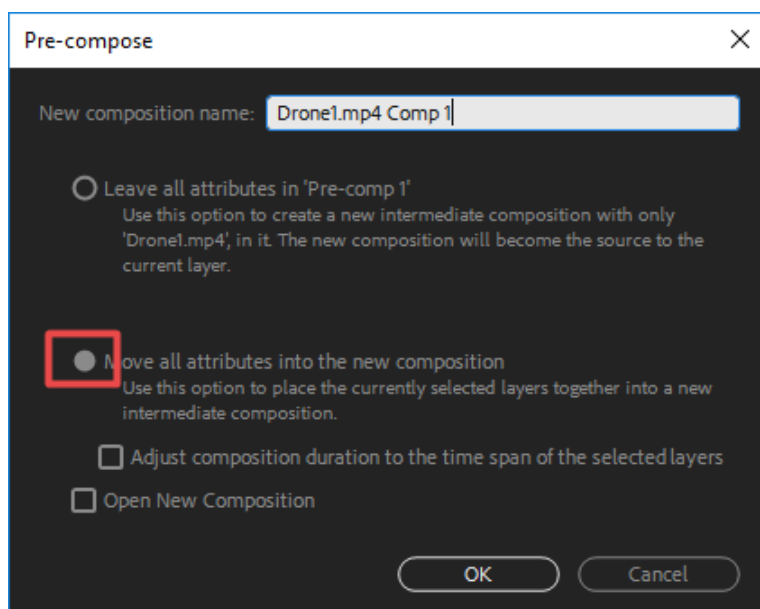 Pre-compose
New composition name: Drone1.mp4 Comp 1
Leave all attributes in 'Pre-comp 1'
Use this option to create a new intermediate composition with only
'Drone1.mp4', in it. The new composition will become the source to the
current layer.
Move all attributes into the new composition
Use this option to place the currently selected layers together into a new
intermediate composition.
Adjust composition duration to the time span of the selected layers
Open New Composition
OK Cancel